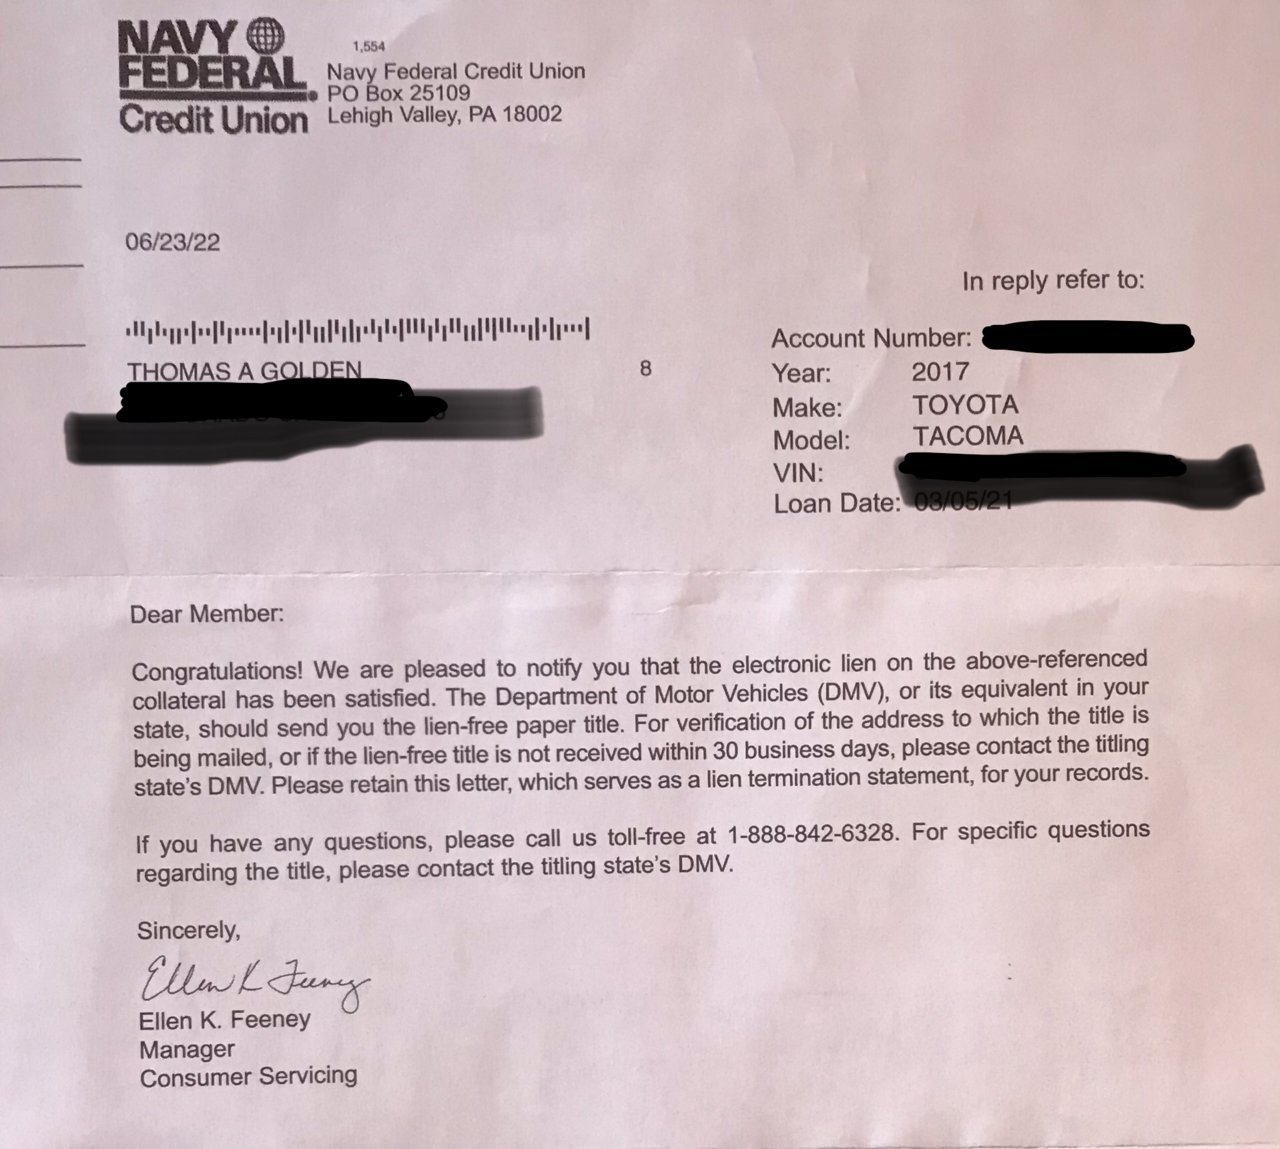 NAVY
FEDERAL
Credit Union
1,554
Navy Federal Credit Union
PO Box 25109
Lehigh Valley, PA 18002
06/23/22
In reply refer to:
THOMAS A GOLDEN
8
Account Number:
Year: 2017
Make: TOYOTA
Model: TACOMA
VIN:
Loan Date: 03/05/21
Dear Member:
Congratulations! We are pleased to notify you that the electronic lien on the above-referenced
collateral has been satisfied. The Department of Motor Vehicles (DMV), or its equivalent in your
state, should send you the lien-free paper title. For verification of the address to which the title is
being mailed, or if the lien-free title is not received within 30 business days, please contact the titling
state's DMV. Please retain this letter, which serves as a lien termination statement, for your records.
If you have any questions, please call us toll-free at 1-888-842-6328. For specific questions
regarding the title, please contact the titling state's DMV.
Sincerely,
Ellen K Feeney
Ellen K. Feeney
Manager
Consumer Servicing